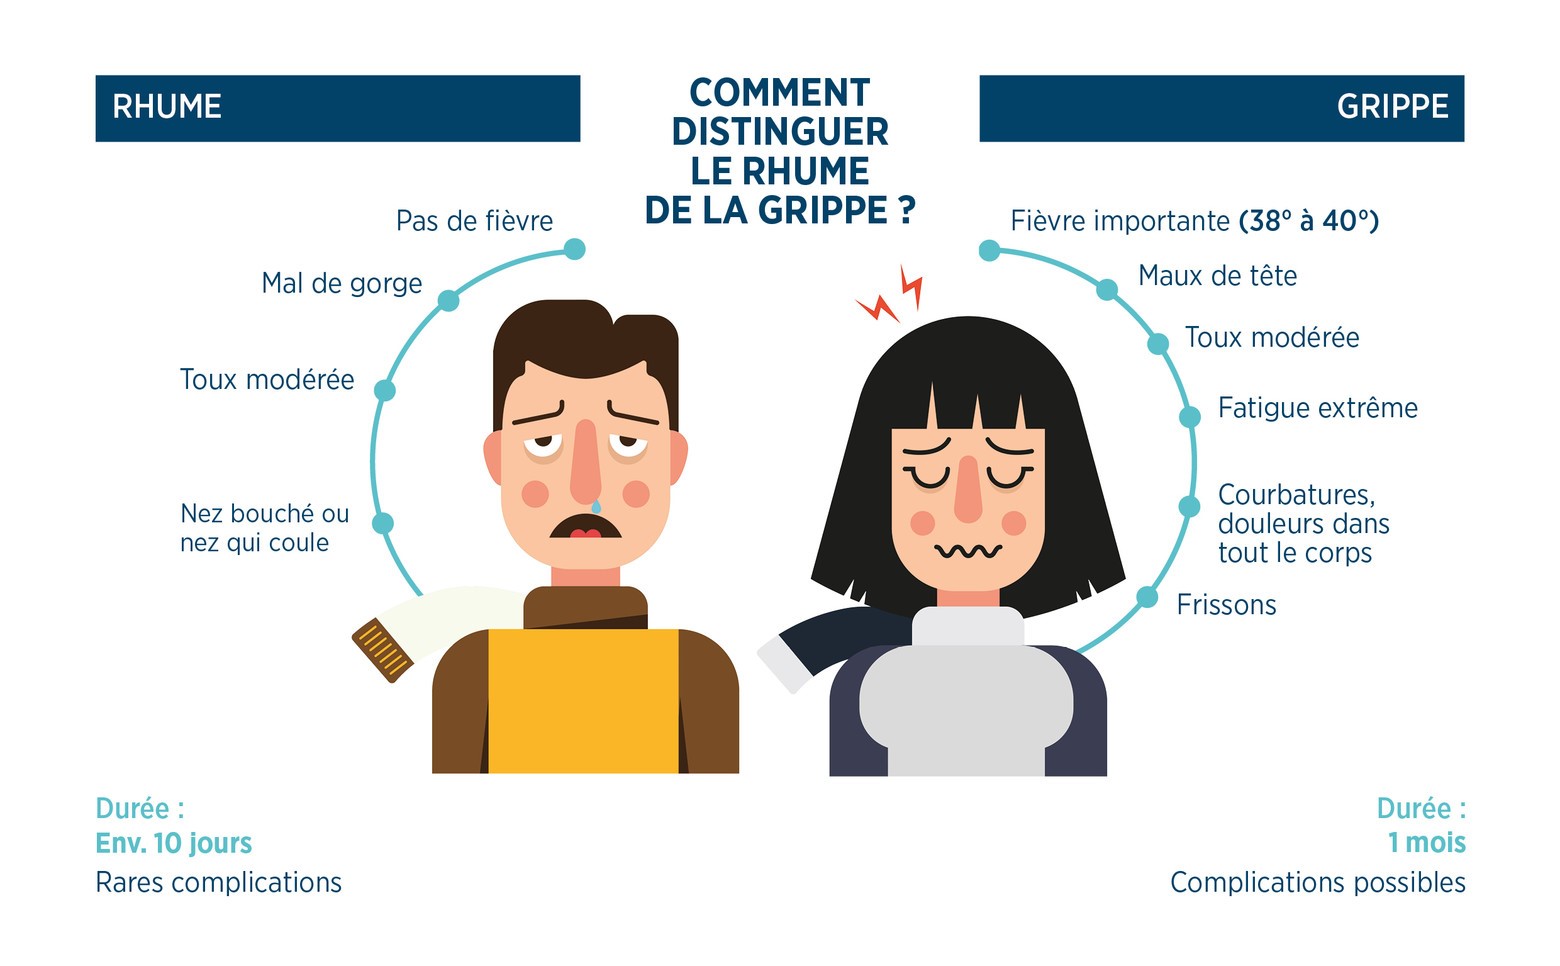 RHUME
COMMENT
DISTINGUER
LE RHUME
DE LA GRIPPE ?
GRIPPE
Pas de fièvre
Mal de gorge
Toux modérée
Nez bouché ou
nez qui coule
Fièvre importante (38° à 40°)
Maux de tête
Toux modérée
Fatigue extrême
Courbatures,
douleurs dans
tout le corps
Frissons
Durée :
Env. 10 jours
Rares complications
Durée :
1 mois
Complications possibles